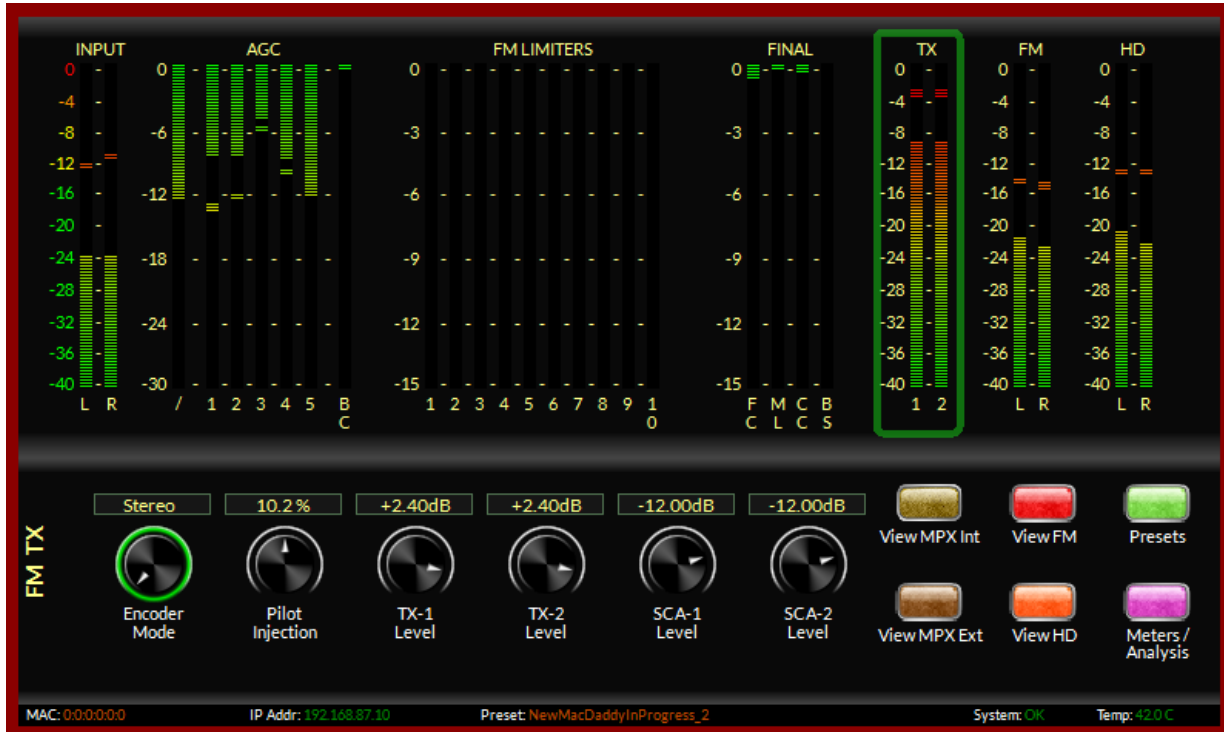 INPUT AGC FM LIMITERS FINAL TX FM HD
0 0 0 0 0 0 0
-4 -4 -4 -4
-8 -6 -3 -3 -8 -8 -8
-12 -12 -12 -12
-16 -12 -6 -6 -16 -16 -16
-20 -20 -20 -20
-24 -18 -9 -9 -24 -24 -24
-28 -28 -28 -28
-32 -24 -12 -12 -32 -32 -32
-36 -36 -36 -36
-40 -30 -15 -15 -40 -40 -40
L R / 1 2 3 4 5 B C 1 2 3 4 5 6 7 8 9 10 FC ML CC BS 1 2 L R L R
Stereo 10.2% +2.40dB +2.40dB -12.00dB -12.00dB
FM TX
Encoder Pilot TX-1 TX-2 SCA-1 SCA-2
Mode Injection Level Level Level Level
View MPX Int View FM Presets
View MPX Ext View HD Meters /
Analysis
MAC: 0:0:0:0:0:0 IP Addr: 192.168.87.10 Preset: NewMacDaddyInProgress_2 System: OK Temp: 42.0 C